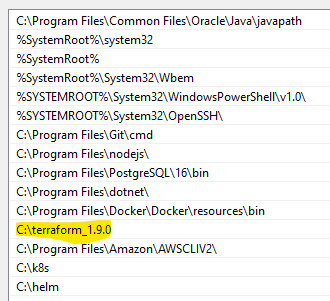 C:\Program Files\Common Files\Oracle\Java\javapath
%SystemRoot%\system32
%SystemRoot%
%SystemRoot%\System32\Wbem
%SYSTEMROOT%\System32\WindowsPowerShell\v1.0\
%SYSTEMROOT%\System32\OpenSSH\
C:\Program Files\Git\cmd
C:\Program Files\nodejs\
C:\Program Files\PostgreSQL\16\bin
C:\Program Files\dotnet\
C:\Program Files\Docker\Docker\resources\bin
C:\terraform_1.9.0
C:\Program Files\Amazon\AWSCLIV2\
C:\k8s
C:\helm